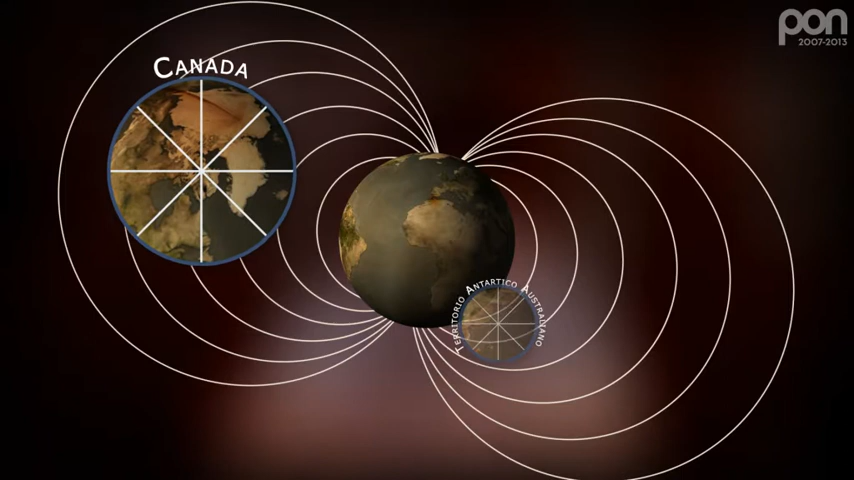 pon
2007-2013
CANADA
TERRITORIO ANTARTICO AUSTRALIANO